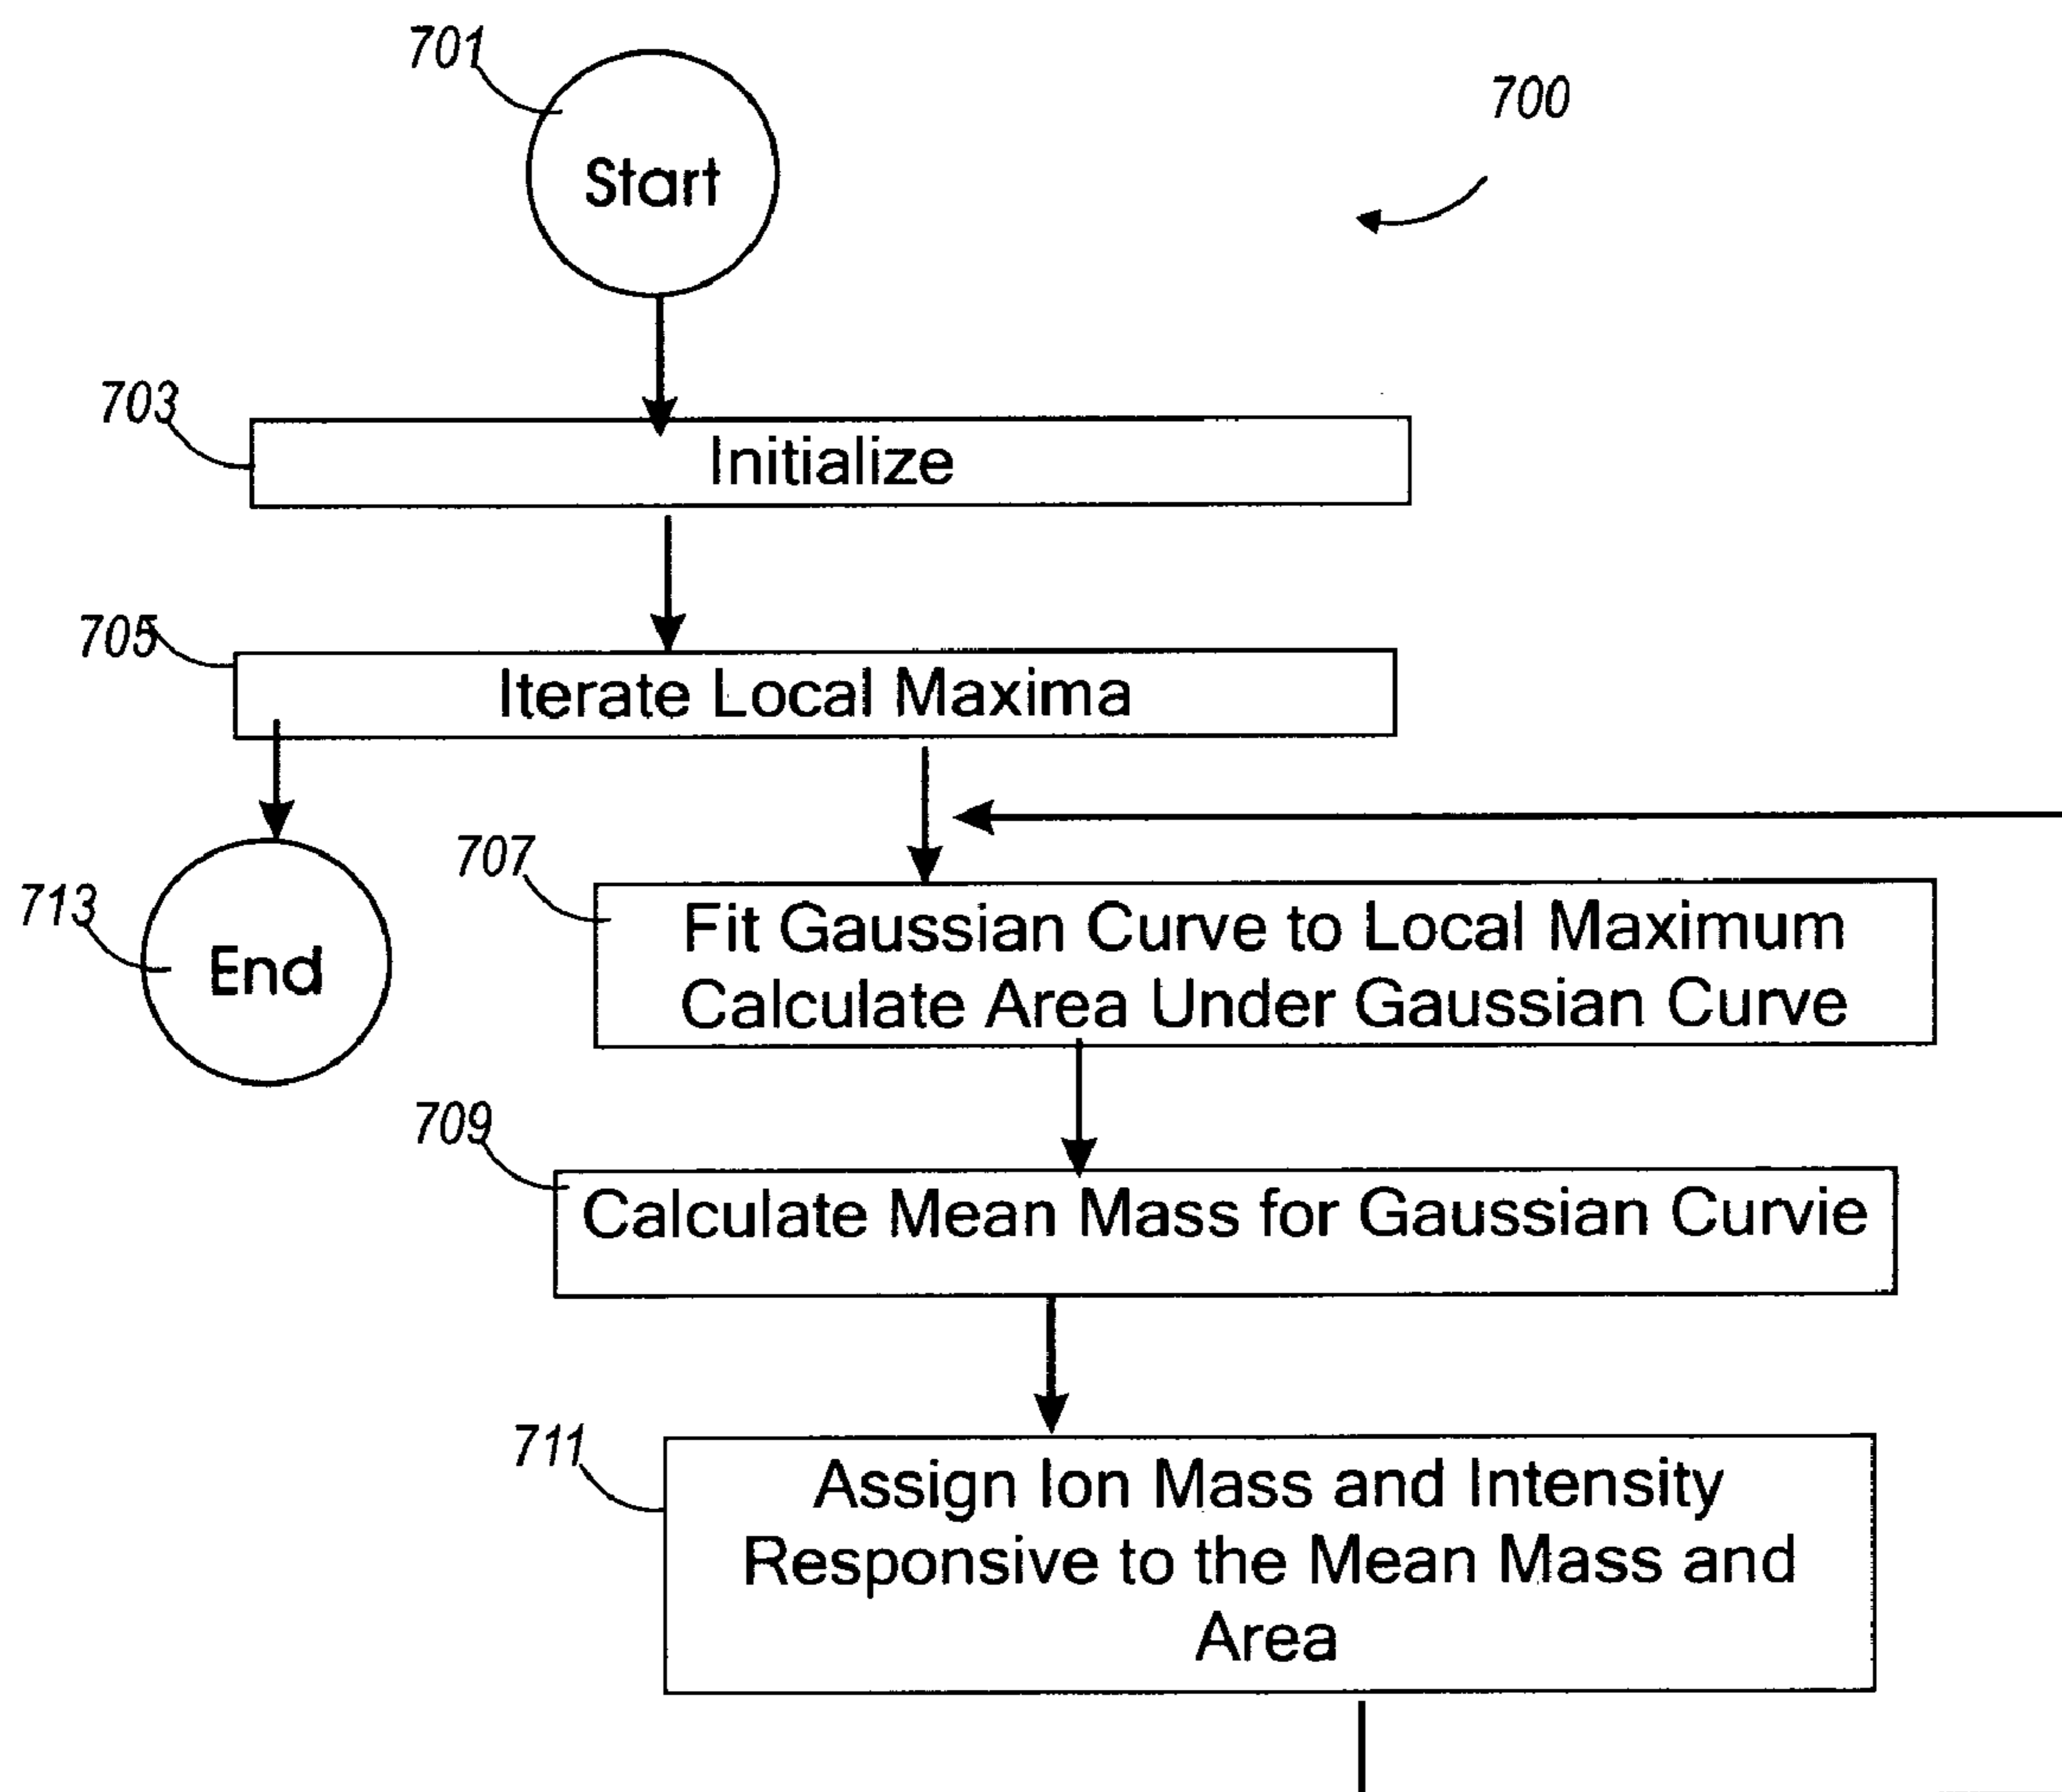 701
Start
700
703
Initialize
705
Iterate Local Maxima
707
Fit Gaussian Curve to Local Maximum
Calculate Area Under Gaussian Curve
713
End
709
Calculate Mean Mass for Gaussian Curvie
711
Assign Ion Mass and Intensity
Responsive to the Mean Mass and
Area